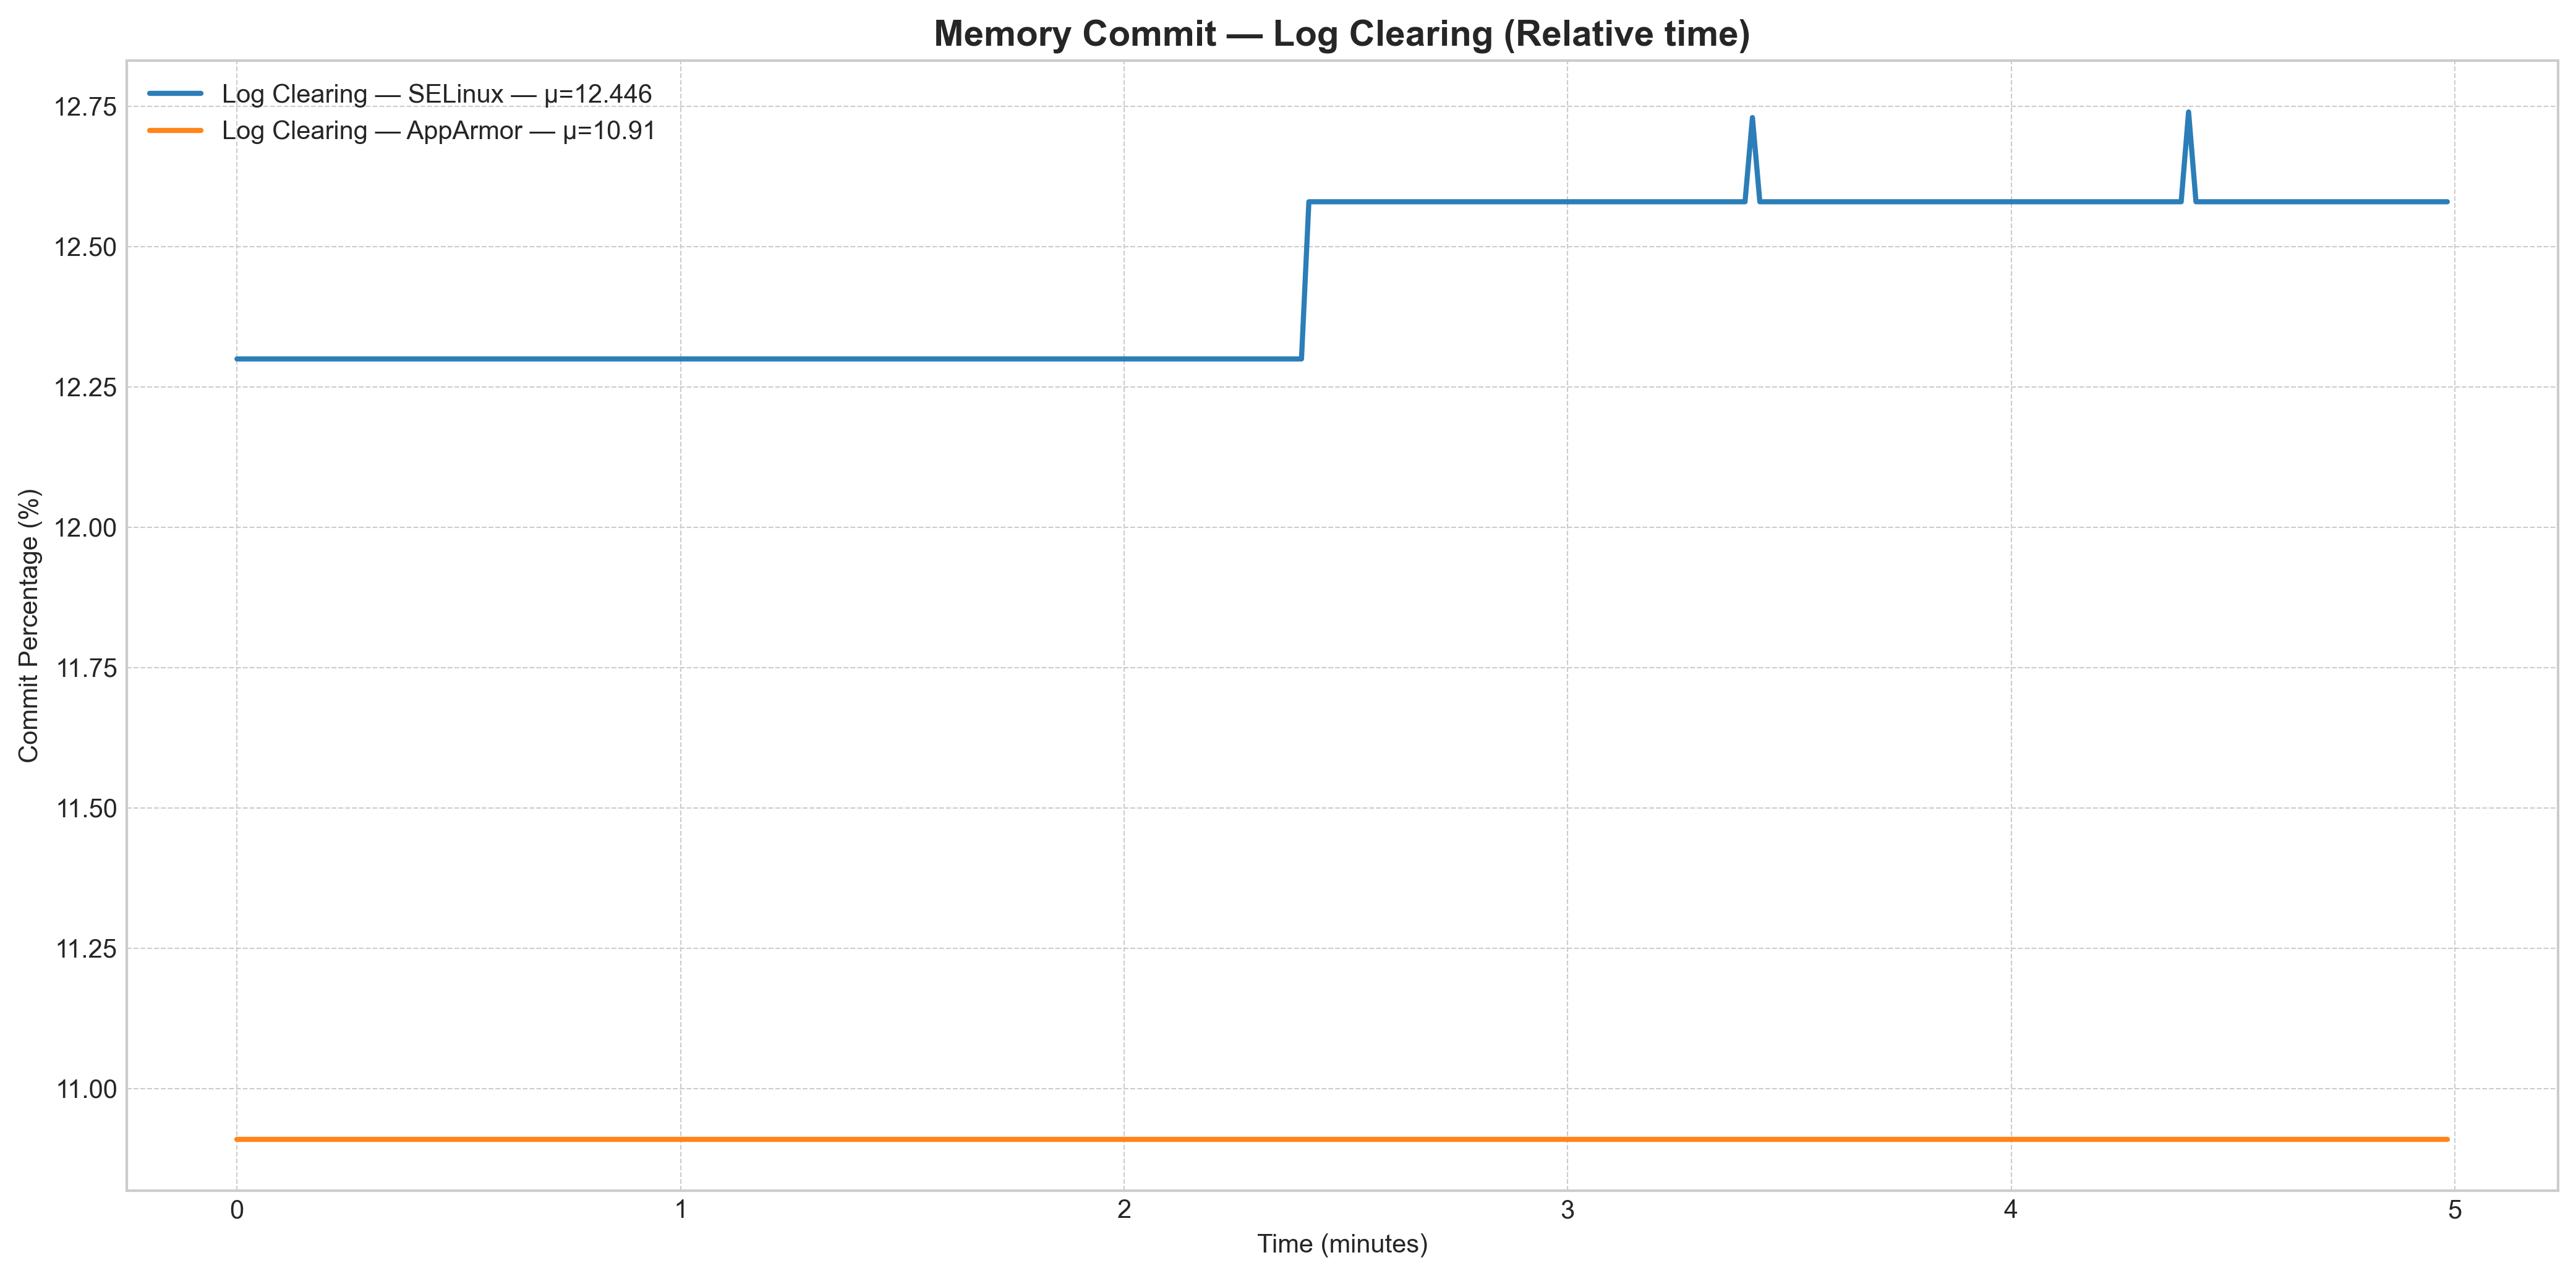 Memory Commit — Log Clearing (Relative time)
Log Clearing — SELinux — µ=12.446
Log Clearing — AppArmor — µ=10.91
Commit Percentage (%)
12.75
12.50
12.25
12.00
11.75
11.50
11.25
11.00
0 1 2 3 4 5
Time (minutes)